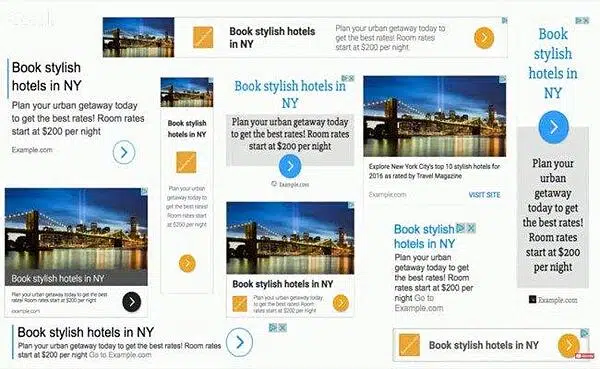 Book stylish hotels
in NY
Plan your urban getaway today to
get the best rates! Room rates
start at $200 per night
Book stylish
hotels in NY
Plan your urban getaway today
to get the best rates! Room rates
start at $200 per night
Example.com
Book stylish
hotels in NY
Plan your urban
getaway today to
get the best rates!
Room rates start at
$200 per night
Book stylish hotels in
NY
Plan your urban getaway today
to get the best rates! Room rates
start at $200 per night
Example.com
Explore New York City's top 10 stylish hotels for
2016 as rated by Travel Magazine
Example.com
VISIT SITE
Book
stylish
hotels in
NY
Plan your
urban
getaway
today to get
the best
rates!
Room rates
start at $200
per night
Example.com
Book stylish hotels in NY
Plan your urban getaway today to get the best
rates! Room rates start at $200 per night
example.com
Book stylish hotels in NY
Plan your urban getaway today to
get the best rates! Room rates
start at $200 per night
Book stylish
hotels in NY
Plan your urban
getaway today to get
the best rates! Room
rates start at $200 per
night Go to
Example.com
Book stylish hotels in NY
Plan your urban getaway today to get the best rates! Room rates
start at $200 per night Go to Example.com
Book stylish hotels in NY